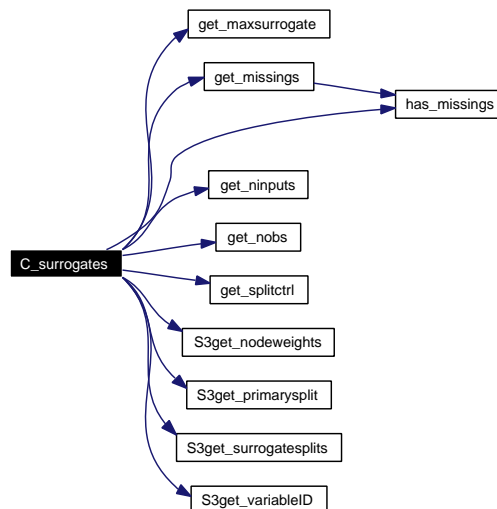 get_maxsurrogate
get_missings
has_missings
get_ninputs
get_nobs
C_surrogates
get_splitctrl
S3get_nodeweights
S3get_primarysplit
S3get_surrogatesplits
S3get_variableID